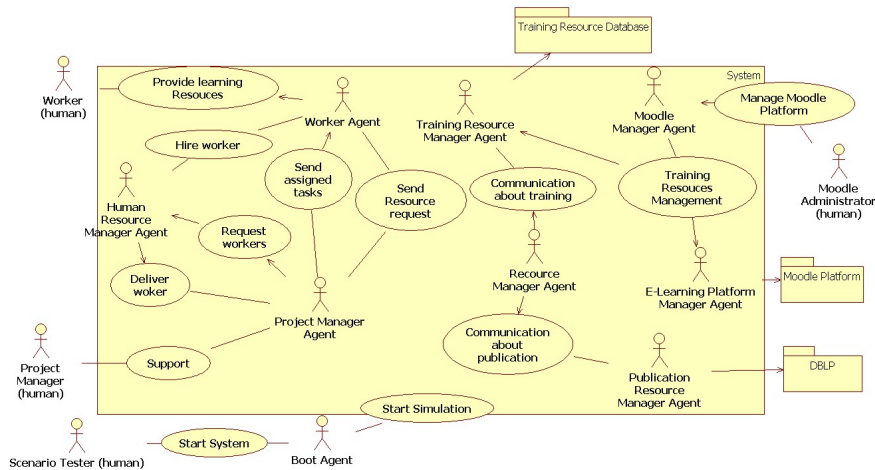 Training Resource Database
System
Worker
(human)
Provide learning
Resouces
Worker Agent
Training Resource
Manager Agent
Moodle
Manager Agent
Manage Moodle
Platform
Hire worker
Send
assigned
tasks
Send
Resource
request
Communication
about training
Training
Resouces
Management
Moodle
Administrator
(human)
Human
Resource
Manager Agent
Request
workers
Deliver
woker
Recource
Manager Agent
E-Learning Platform
Manager Agent
Moodle Platform
Project Manager
Agent
Communication
about
publication
Project
Manager
(human)
Support
Publication
Resource
Manager Agent
DBLP
Start Simulation
Scenario Tester (human)
Start System
Boot Agent